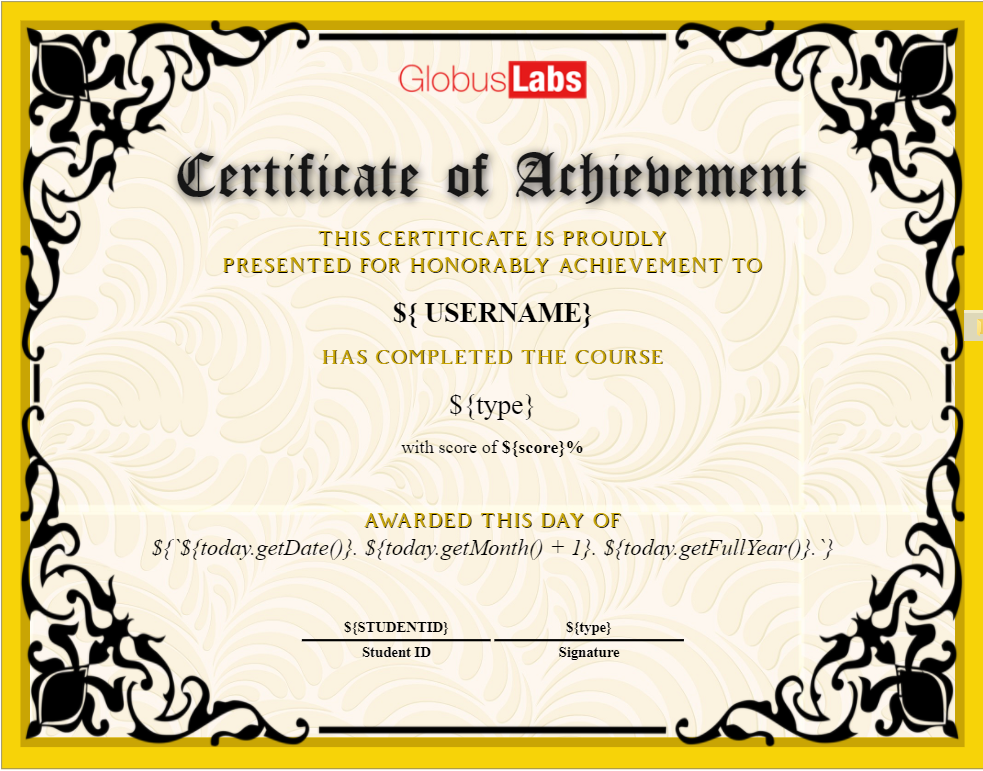 GlobusLabs
Certificate of Achievement
THIS CERTITICATE IS PROUDLY
PRESENTED FOR HONORABLY ACHIEVEMENT TO
${ USERNAME}
HAS COMPLETED THE COURSE
${type}
with score of ${score}%
AWARDED THIS DAY OF
${`${today.getDate()}. ${today.getMonth() + 1}. ${today.getFullYear()}.`}
${STUDENTID} ${type}
Student ID Signature